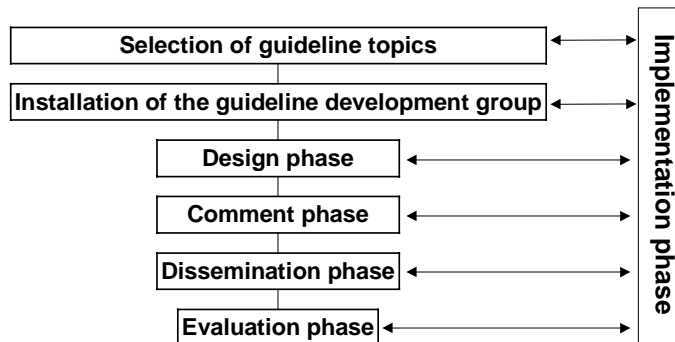 Selection of guideline topics
Installation of the guideline development group
Design phase
Comment phase
Dissemination phase
Evaluation phase
Implementation phase